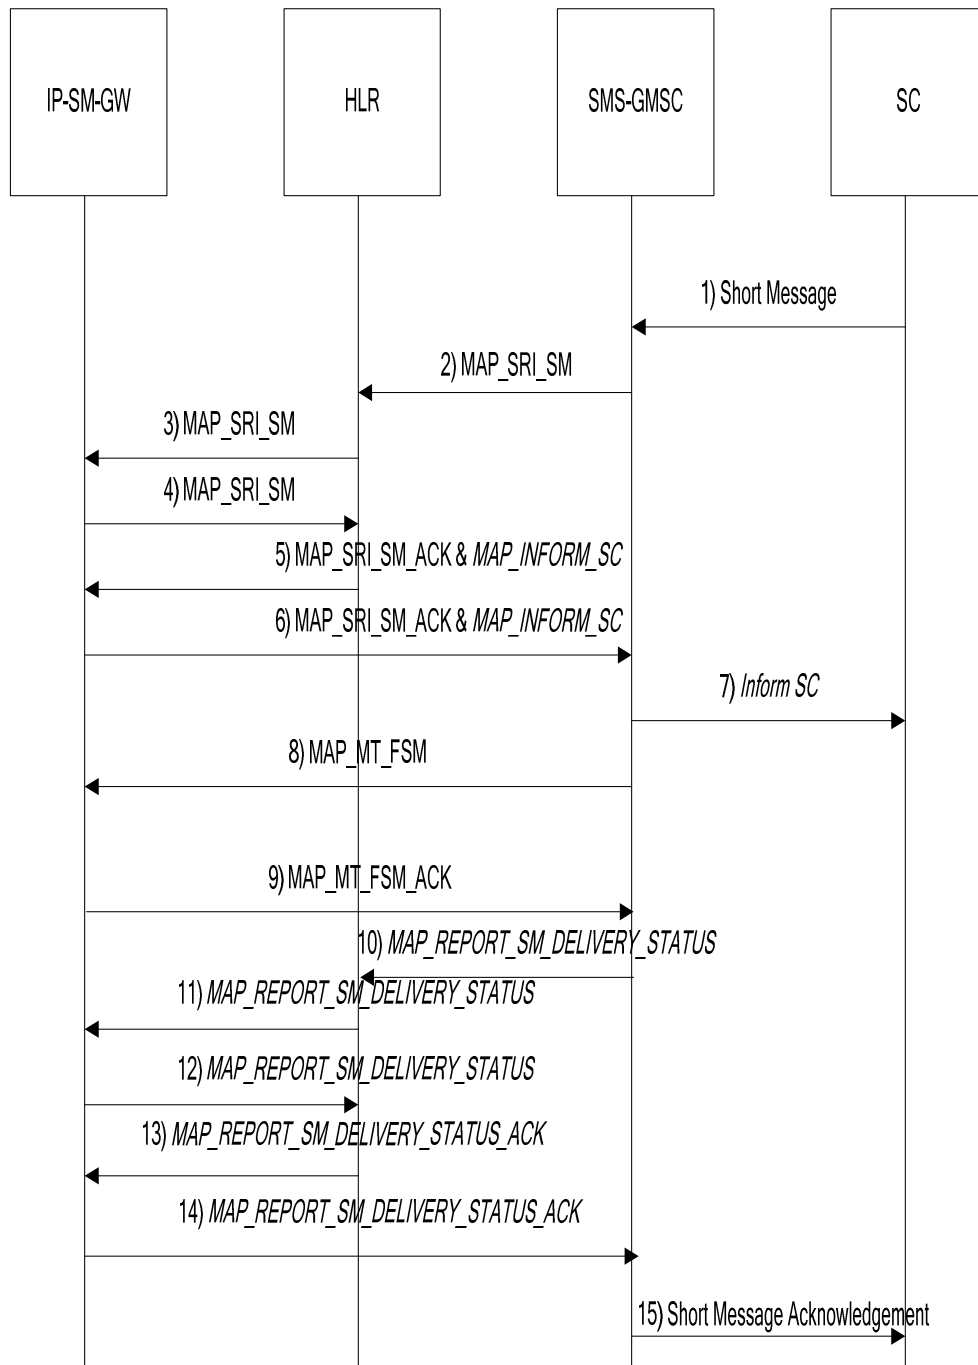 IP-SM-GW
HLR
SMS-GMSC
SC
1) Short Message
2) MAP_SRI_SM
3) MAP_SRI_SM
4) MAP_SRI_SM
5) MAP_SRI_SM_ACK & MAP_INFORM_SC
6) MAP_SRI_SM_ACK & MAP_INFORM_SC
7) Inform SC
8) MAP_MT_FSM
9) MAP_MT_FSM_ACK
10) MAP_REPORT_SM_DELIVERY_STATUS
11) MAP_REPORT_SM_DELIVERY_STATUS
12) MAP_REPORT_SM_DELIVERY_STATUS
13) MAP_REPORT_SM_DELIVERY_STATUS_ACK
14) MAP_REPORT_SM_DELIVERY_STATUS_ACK
15) Short Message Acknowledgement